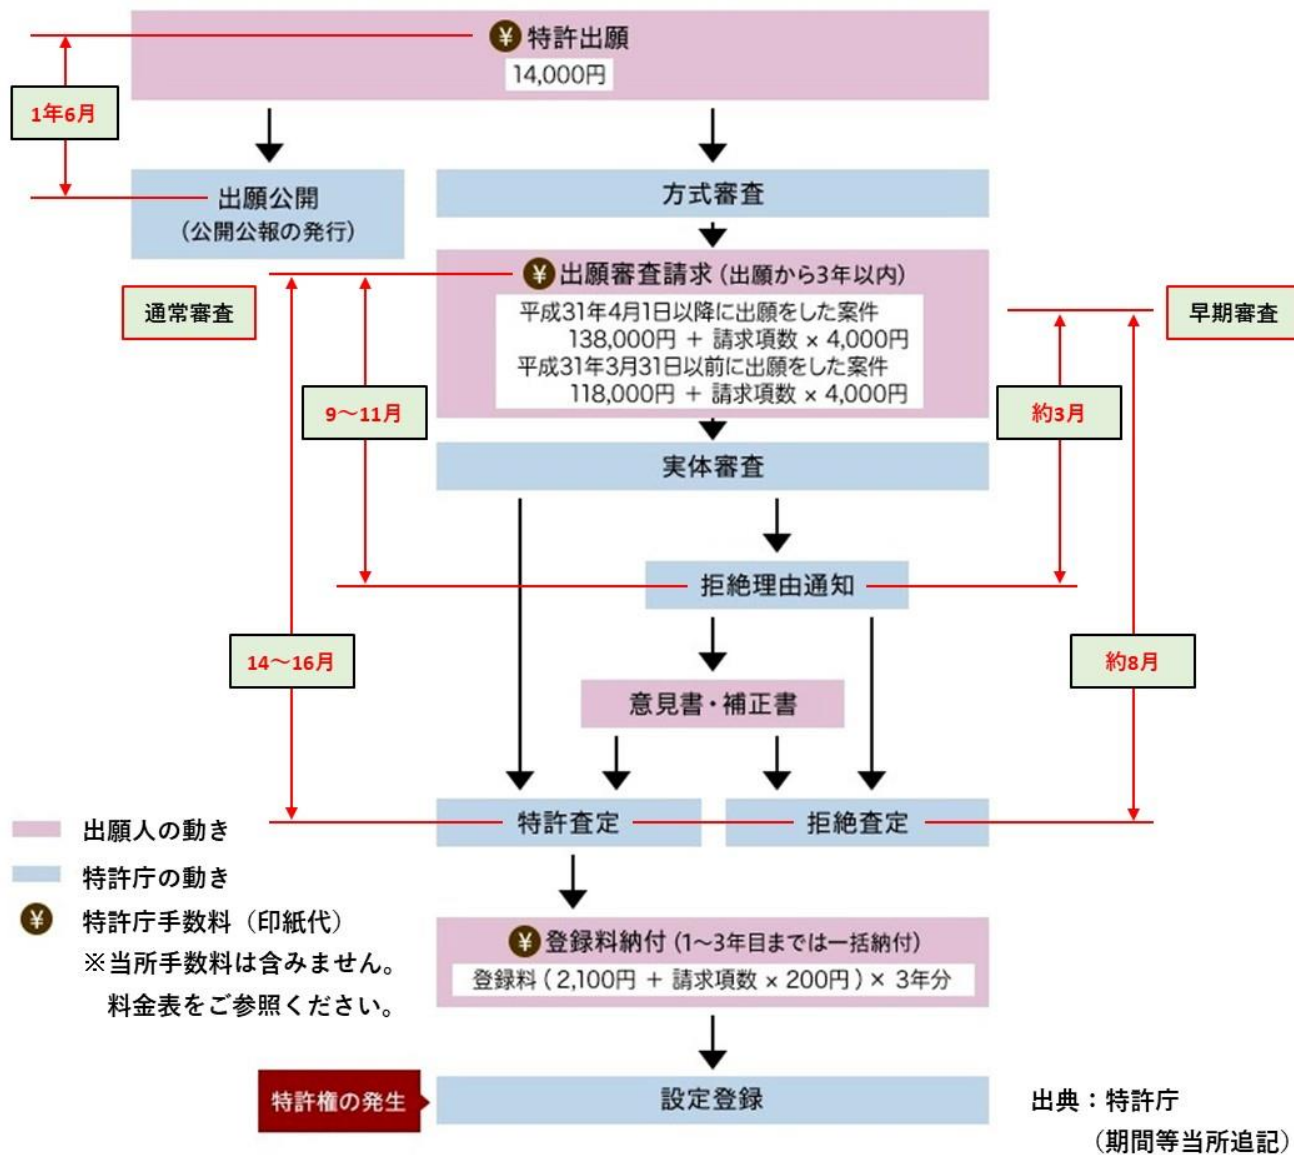 ¥ 特許出願
14,000円
1年6月
出願公開
（公開公報の発行）
方式審査
¥ 出願審査請求（出願から3年以内）
平成31年4月1日以降に出願をした案件
138,000円 ＋ 請求項数 × 4,000円
平成31年3月31日以前に出願をした案件
118,000円 ＋ 請求項数 × 4,000円
通常審査
早期審査
9～11月
約3月
実体審査
拒絶理由通知
14～16月
約8月
意見書・補正書
特許査定
拒絶査定
出願人の動き
特許庁の動き
¥ 特許庁手数料（印紙代）
※当所手数料は含みません。
料金表をご参照ください。
¥ 登録料納付（1～3年目までは一括納付）
登録料（2,100円 ＋ 請求項数 × 200円）× 3年分
特許権の発生
設定登録
出典：特許庁
（期間等当所追記）